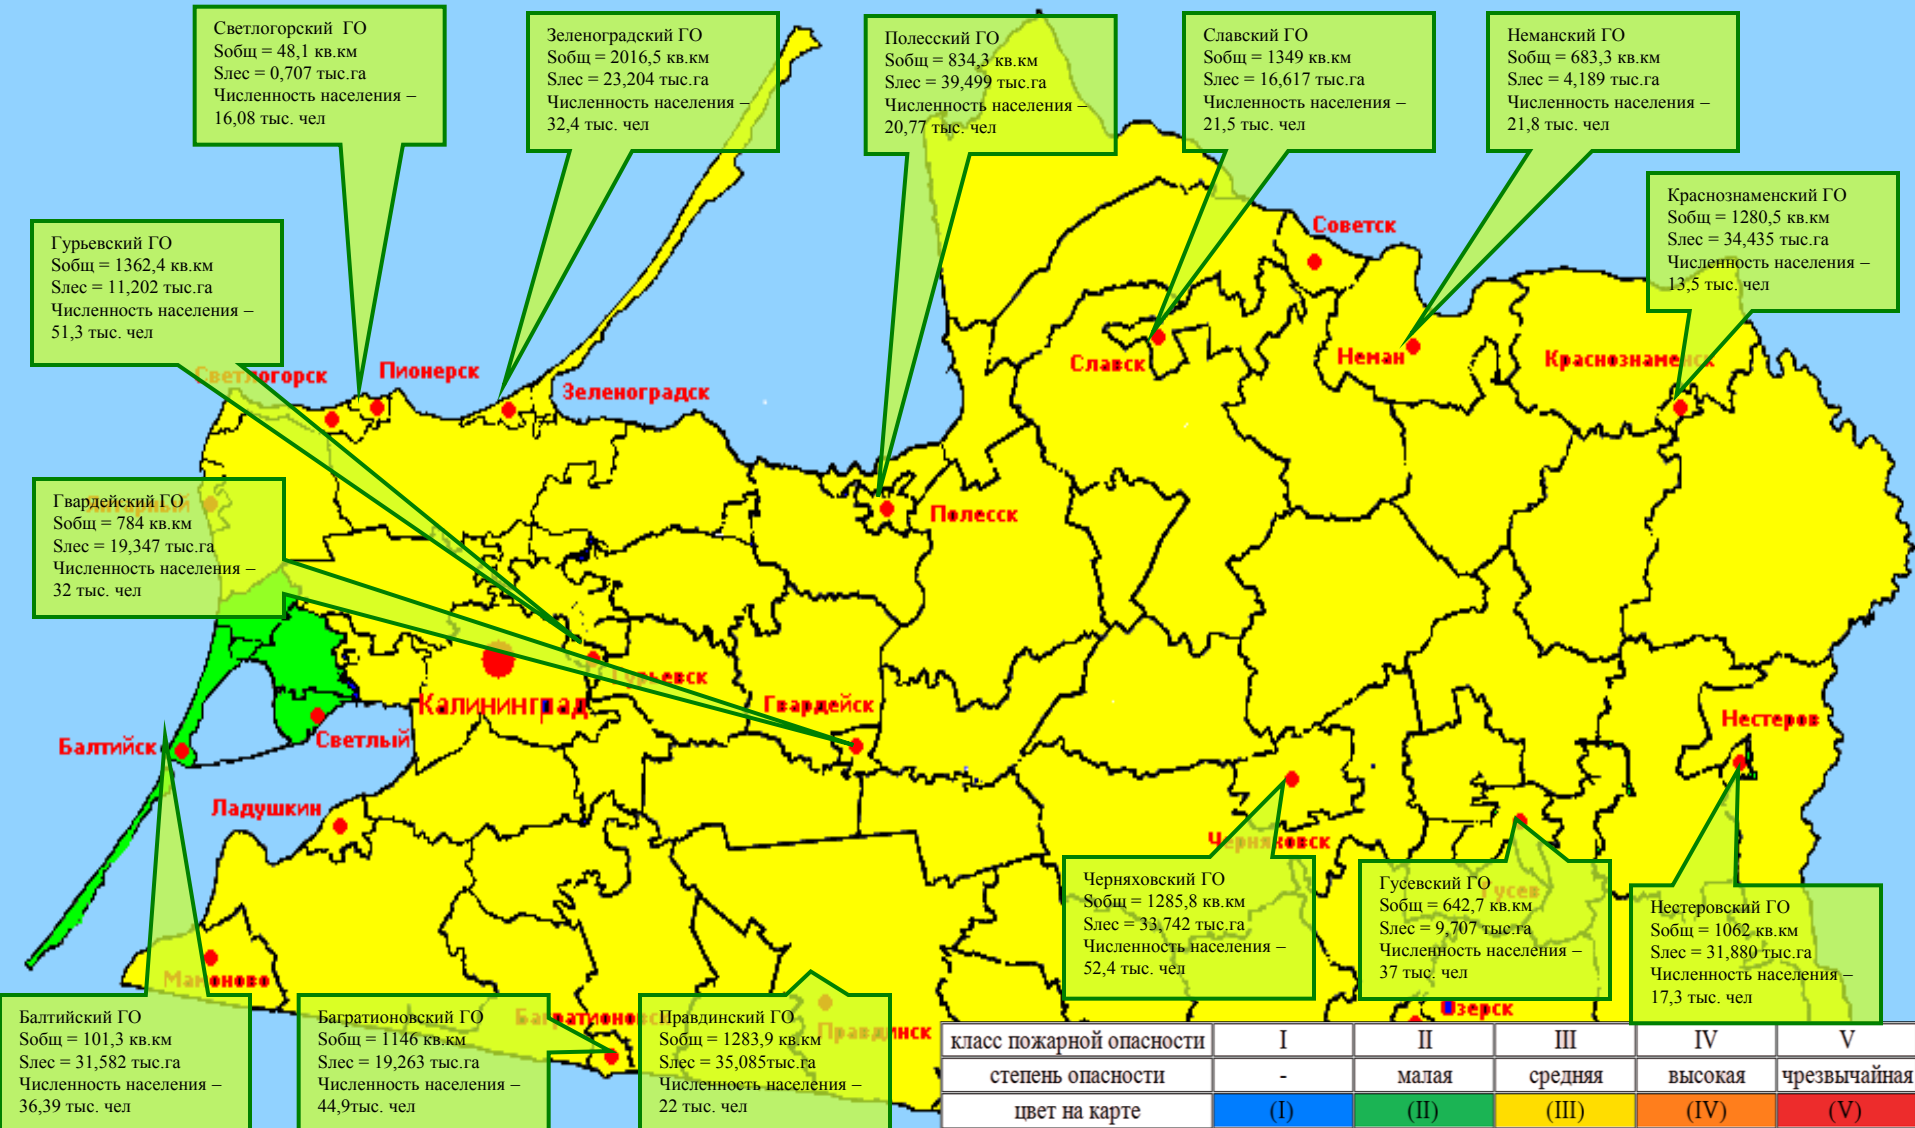 Светлогорский ГО
Sобщ = 48,1 кв.км
Sлес = 0,707 тыс.га
Численность населения –
16,08 тыс. чел
Зеленоградский ГО
Sобщ = 2016,5 кв.км
Sлес = 23,204 тыс.га
Численность населения –
32,4 тыс. чел
Полесский ГО
Sобщ = 834,3 кв.км
Sлес = 39,499 тыс.га
Численность населения –
20,77 тыс. чел
Славский ГО
Sобщ = 1349 кв.км
Sлес = 16,617 тыс.га
Численность населения –
21,5 тыс. чел
Неманский ГО
Sобщ = 683,3 кв.км
Sлес = 4,189 тыс.га
Численность населения –
21,8 тыс. чел
Краснознаменский ГО
Sобщ = 1280,5 кв.км
Sлес = 34,435 тыс.га
Численность населения –
13,5 тыс. чел
Гурьевский ГО
Sобщ = 1362,4 кв.км
Sлес = 11,202 тыс.га
Численность населения –
51,3 тыс. чел
Советск
Светлогорск
Пионерск
Зеленоградск
Славск
Неман
Краснознаменск
Гвардейский ГО
Sобщ = 784 кв.км
Sлес = 19,347 тыс.га
Численность населения –
32 тыс. чел
Янтарный
Полесск
Гурьевск
Калининград
Гвардейск
Нестеров
Балтийск
Светлый
Ладушкин
Черняховск
Черняховский ГО
Sобщ = 1285,8 кв.км
Sлес = 33,742 тыс.га
Численность населения –
52,4 тыс. чел
Гусевский ГО
Sобщ = 642,7 кв.км
Sлес = 9,707 тыс.га
Численность населения –
37 тыс. чел
Гусев
Нестеровский ГО
Sобщ = 1062 кв.км
Sлес = 31,880 тыс.га
Численность населения –
17,3 тыс. чел
Мамоново
Багратионовск
Правдинск
Озерск
Балтийский ГО
Sобщ = 101,3 кв.км
Sлес = 31,582 тыс.га
Численность населения –
36,39 тыс. чел
Багратионовский ГО
Sобщ = 1146 кв.км
Sлес = 19,263 тыс.га
Численность населения –
44,9тыс. чел
Правдинский ГО
Sобщ = 1283,9 кв.км
Sлес = 35,085тыс.га
Численность населения –
22 тыс. чел
класс пожарной опасности I II III IV V
степень опасности - малая средняя высокая чрезвычайная
цвет на карте (I) (II) (III) (IV) (V)